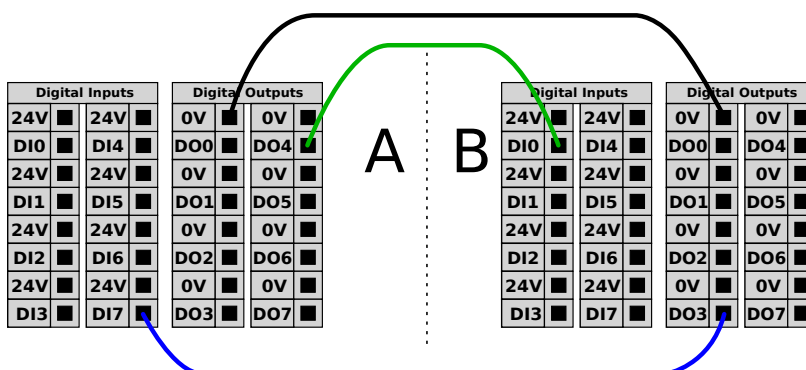 Digital Inputs Digital Outputs Digital Inputs Digital Outputs
24V 24V 0V 0V 24V 24V 0V 0V
DI0 DI4 DO0 DO4 A B DI0 DI4 DO0 DO4
24V 24V 0V 0V 24V 24V 0V 0V
DI1 DI5 DO1 DO5 DI1 DI5 DO1 DO5
24V 24V 0V 0V 24V 24V 0V 0V
DI2 DI6 DO2 DO6 DI2 DI6 DO2 DO6
24V 24V 0V 0V 24V 24V 0V 0V
DI3 DI7 DO3 DO7 DI3 DI7 DO3 DO7